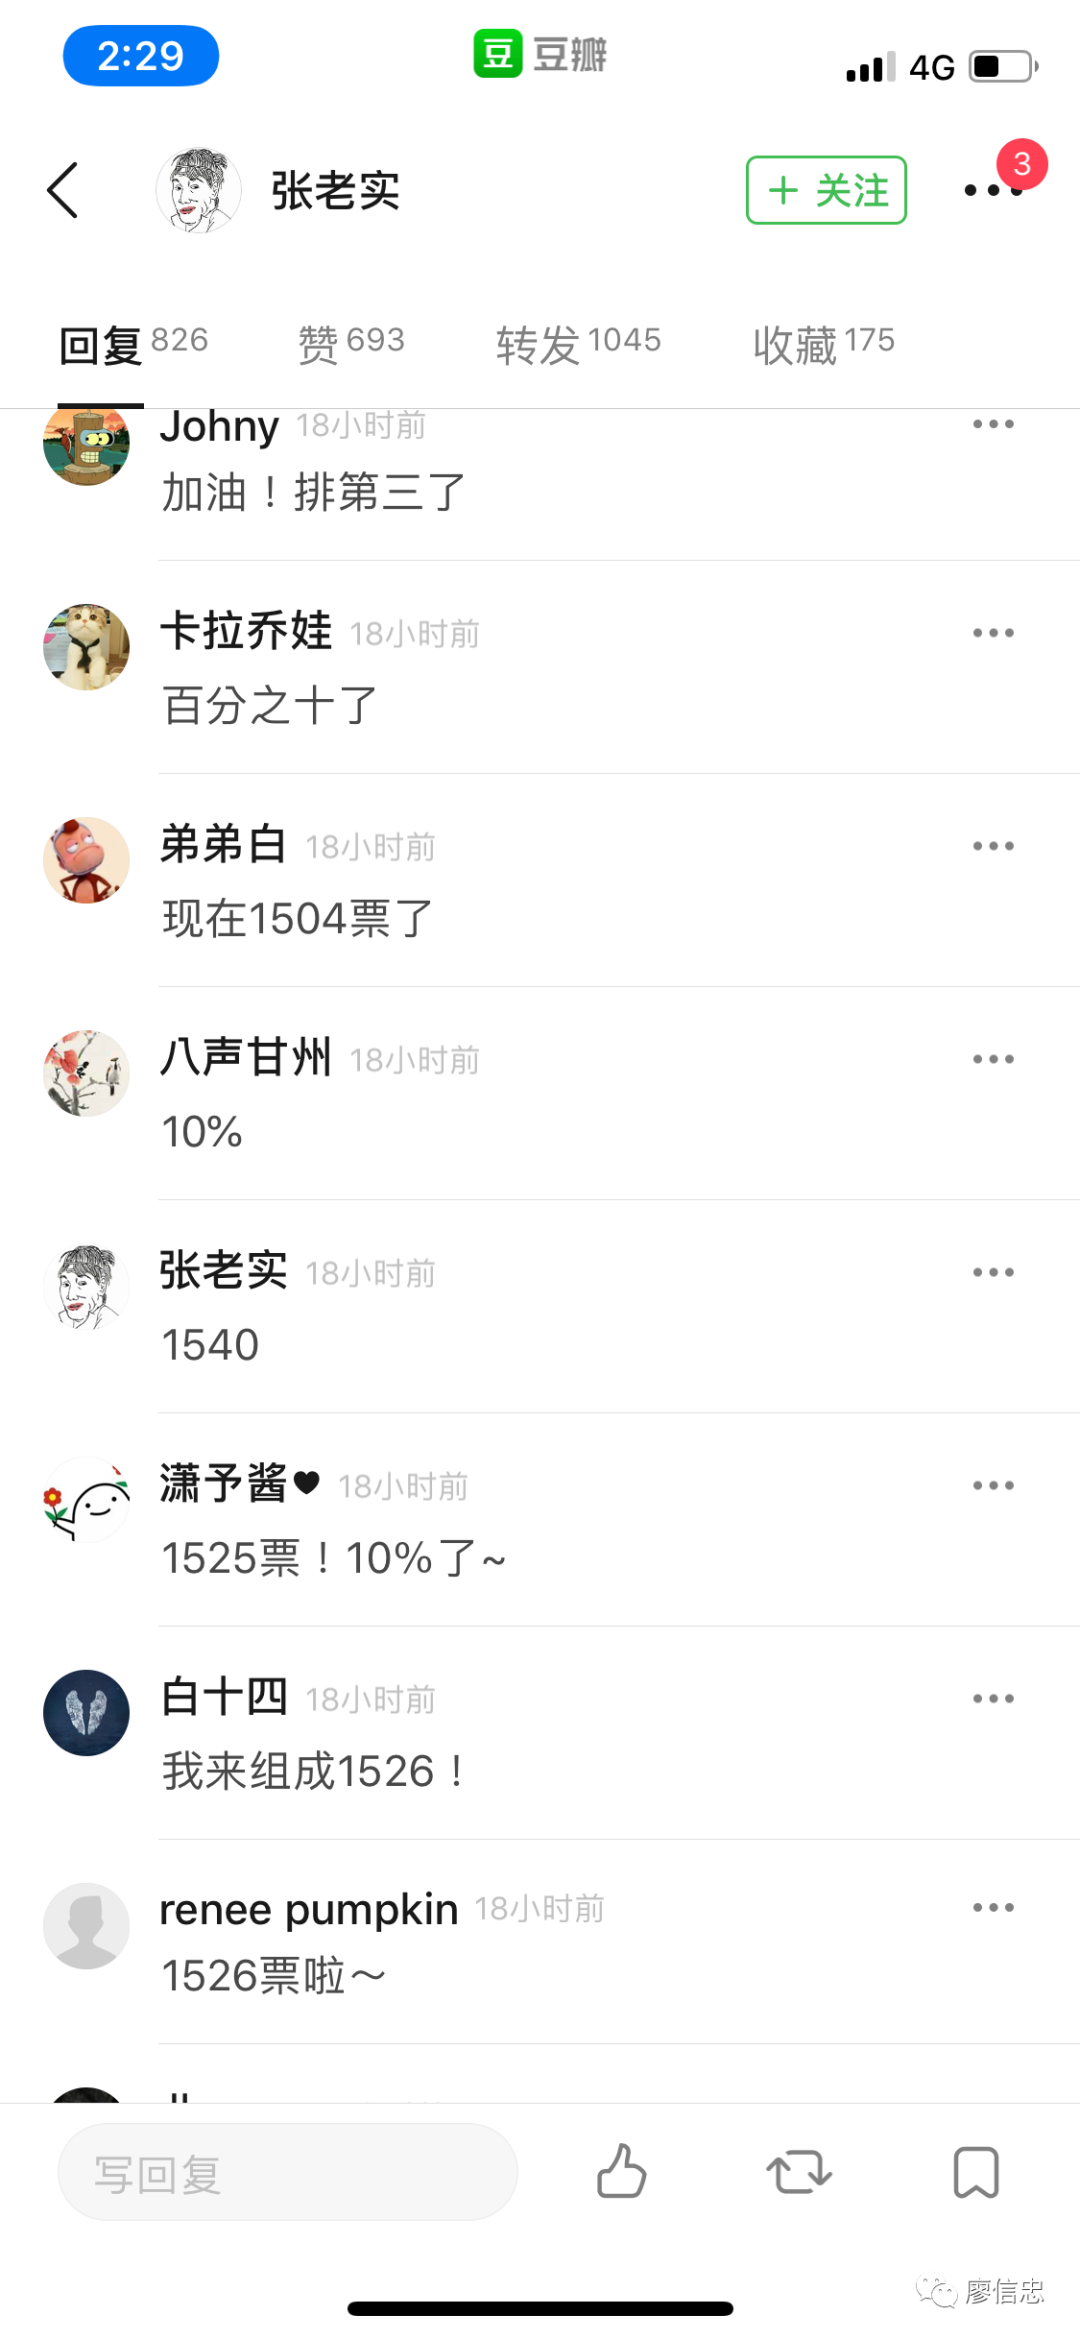 2:29
豆 豆瓣
4G
张老实
+ 关注
3
回复 826 赞 693 转发 1045 收藏 175
Johny 18小时前
加油！排第三了
卡拉乔娃 18小时前
百分之十了
弟弟白 18小时前
现在1504票了
八声甘州 18小时前
10%
张老实 18小时前
1540
潇予酱♥ 18小时前
1525票！10%了~
白十四 18小时前
我来组成1526！
renee pumpkin 18小时前
1526票啦～
写回复
廖信忠